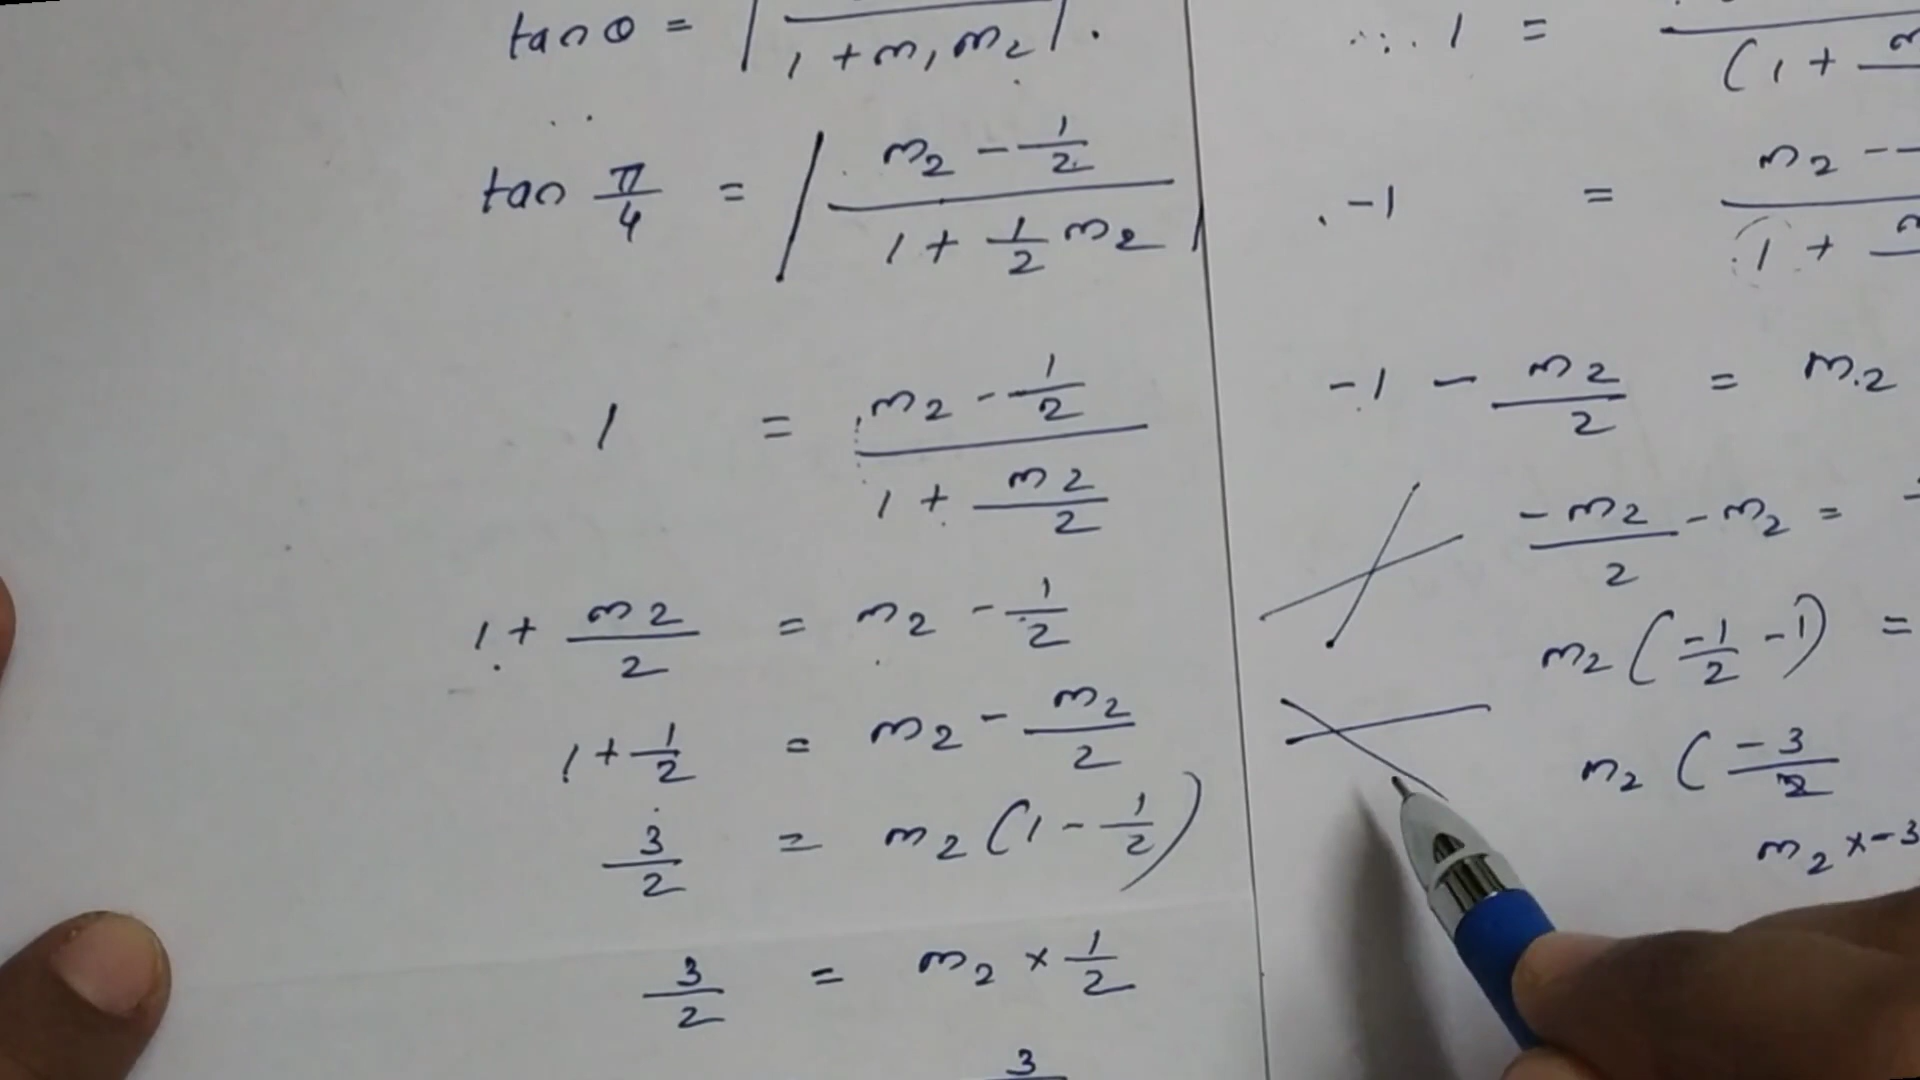 tan θ = | / 1 + m₁ m₂ | .
tan π/4 = | (m₂ - 1/2) / (1 + 1/2 m₂) |
1 = (m₂ - 1/2) / (1 + m₂/2)
1 + m₂/2 = m₂ - 1/2
1 + 1/2 = m₂ - m₂/2
3/2 = m₂ (1 - 1/2)
3/2 = m₂ × 1/2
3
∴ 1 = / (1 +
-1 = m₂ - / 1 +
-1 - m₂/2 = m₂
-m₂/2 - m₂ =
m₂ (-1/2 - 1) =
m₂ ( -3/2
m₂ × -3